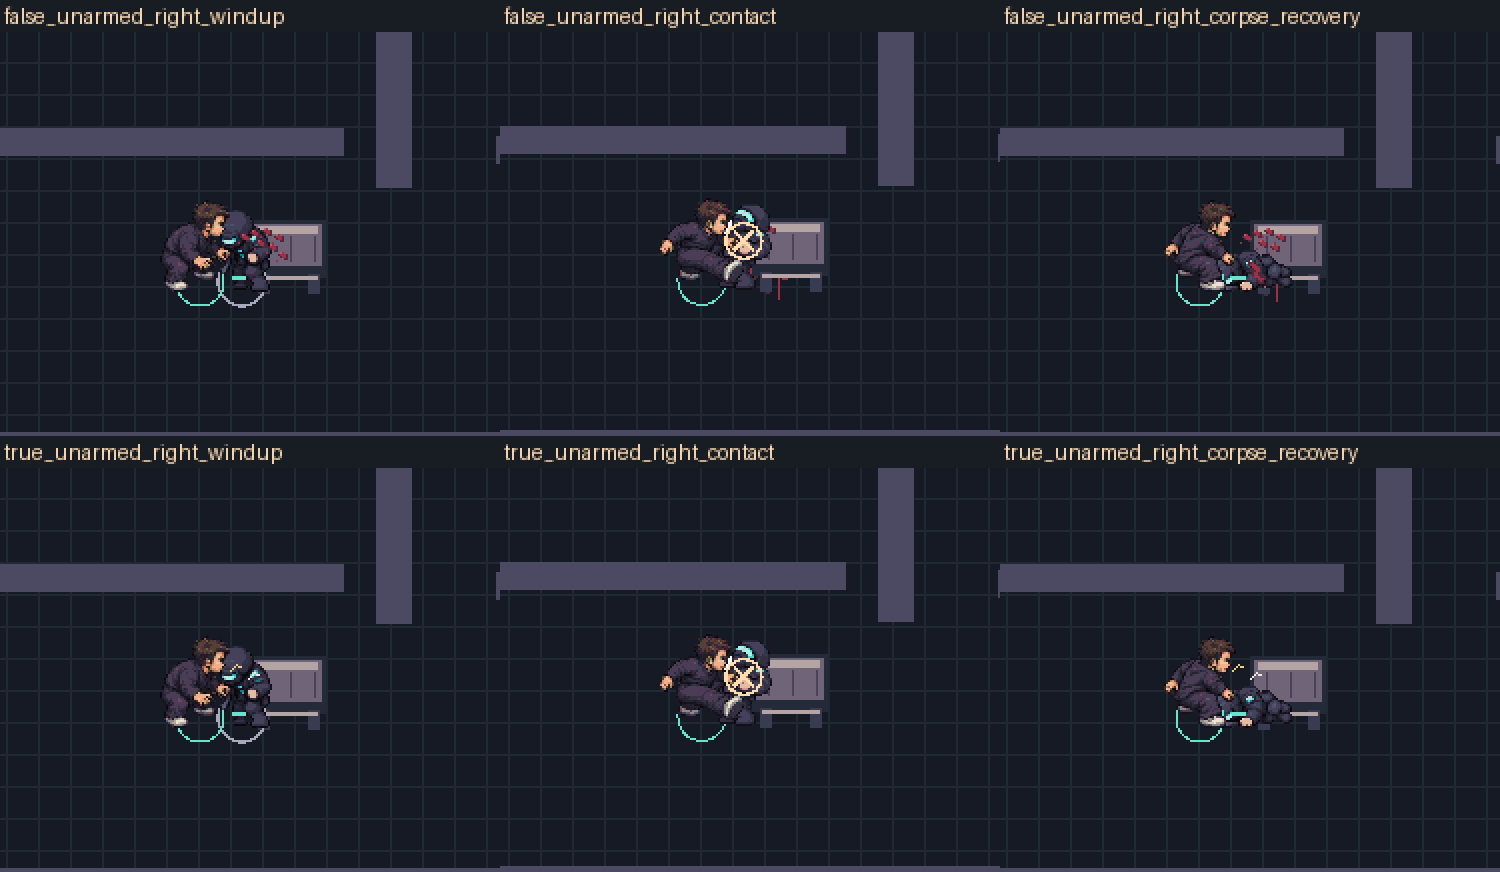 false_unarmed_right_windup
false_unarmed_right_contact
false_unarmed_right_corpse_recovery
true_unarmed_right_windup
true_unarmed_right_contact
true_unarmed_right_corpse_recovery